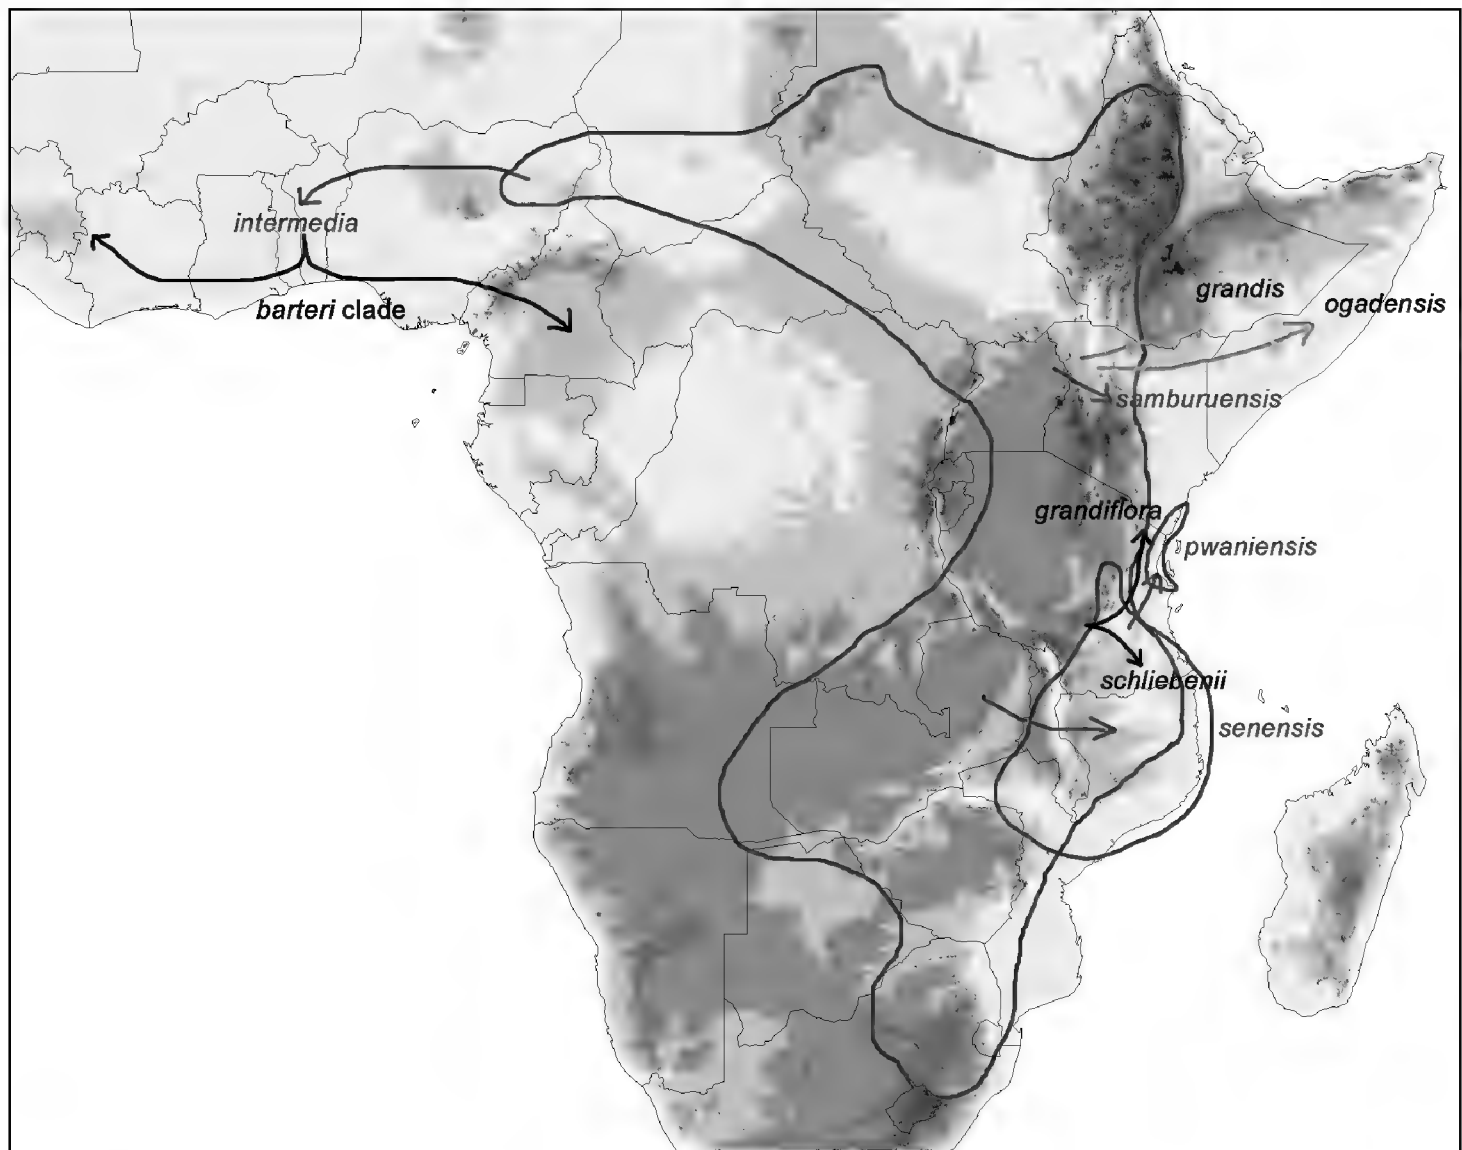 intermedia
barteri clade
grandis
ogadensis
samburuensis
grandiflora
pwaniensis
schliebenii
senensis